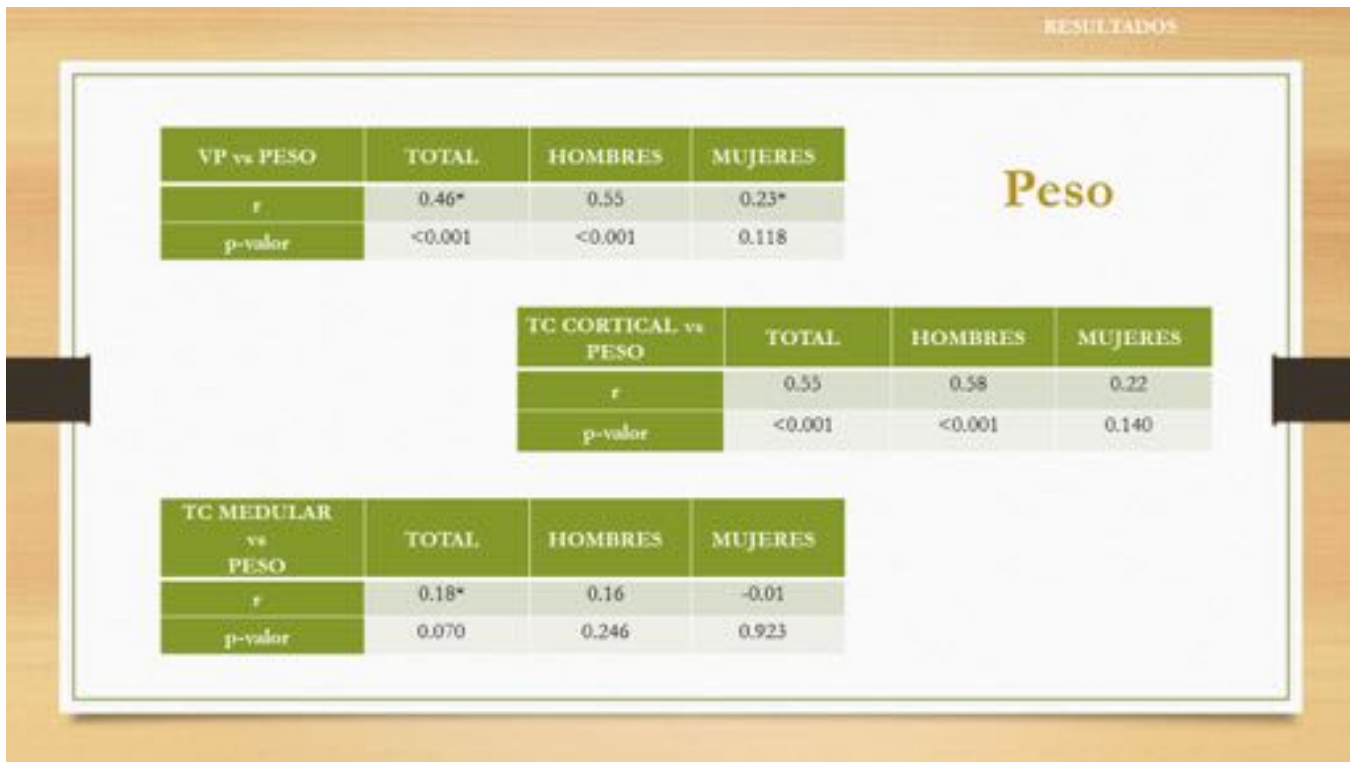 RESULTADOS
Peso
VP vs PESO TOTAL HOMBRES MUJERES
r 0.46* 0.55 0.23*
p-valor <0.001 <0.001 0.118
TC CORTICAL vs
PESO TOTAL HOMBRES MUJERES
r 0.55 0.58 0.22
p-valor <0.001 <0.001 0.140
TC MEDULAR
vs
PESO TOTAL HOMBRES MUJERES
r 0.18* 0.16 -0.01
p-valor 0.070 0.246 0.923